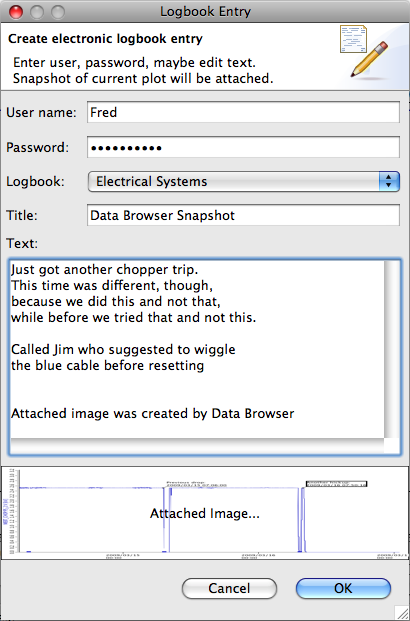 Logbook Entry
Create electronic logbook entry
Enter user, password, maybe edit text.
Snapshot of current plot will be attached.
User name: Fred
Password: ••••••••••
Logbook: Electrical Systems
Title: Data Browser Snapshot
Text:
Just got another chopper trip.
This time was different, though,
because we did this and not that,
while before we tried that and not this.
Called Jim who suggested to wiggle
the blue cable before resetting
Attached image was created by Data Browser
Attached Image...
Cancel OK